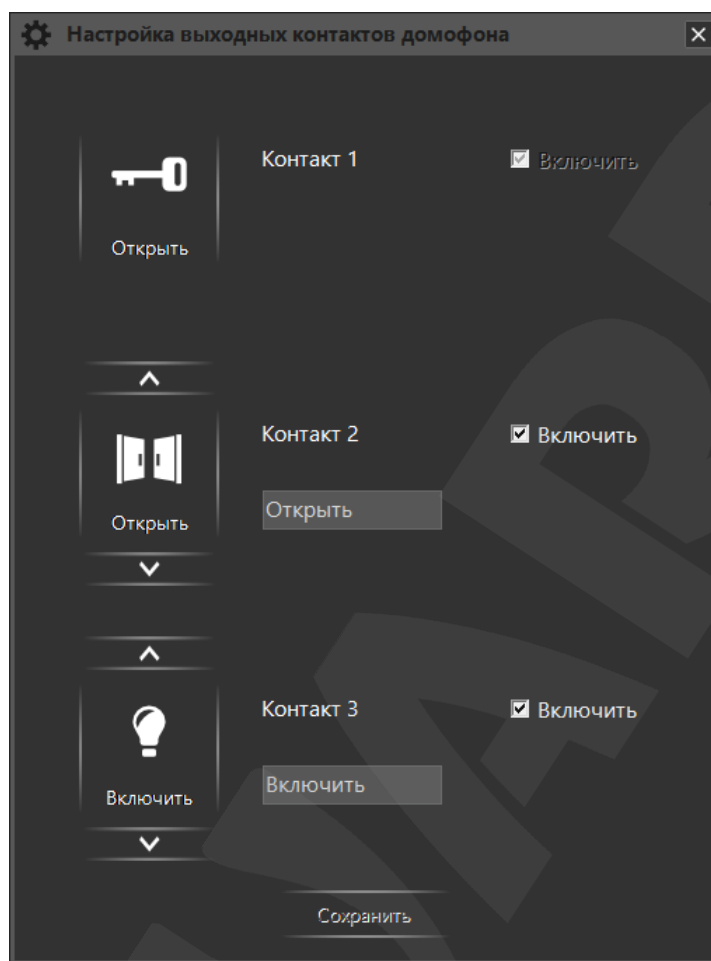 Настройка выходных контактов домофона
Контакт 1
Включить
Открыть
Контакт 2
Включить
Открыть
Открыть
Контакт 3
Включить
Включить
Включить
Сохранить